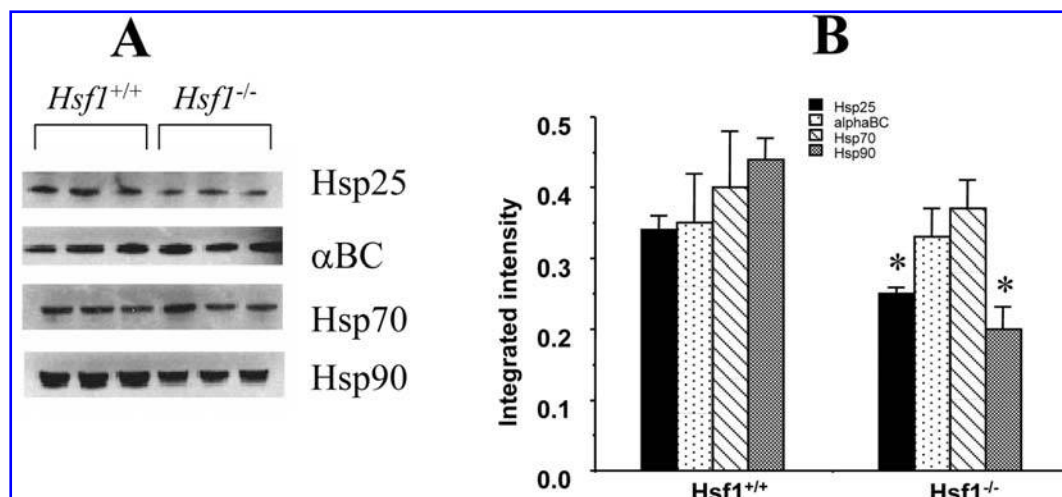 A
Hsf1+/+ Hsf1-/-
Hsp25
αBC
Hsp70
Hsp90
B
Hsp25
alphaBC
Hsp70
Hsp90
Integrated intensity
0.5
0.4
0.3
0.2
0.1
0.0
*
*
Hsf1+/+ Hsf1-/-